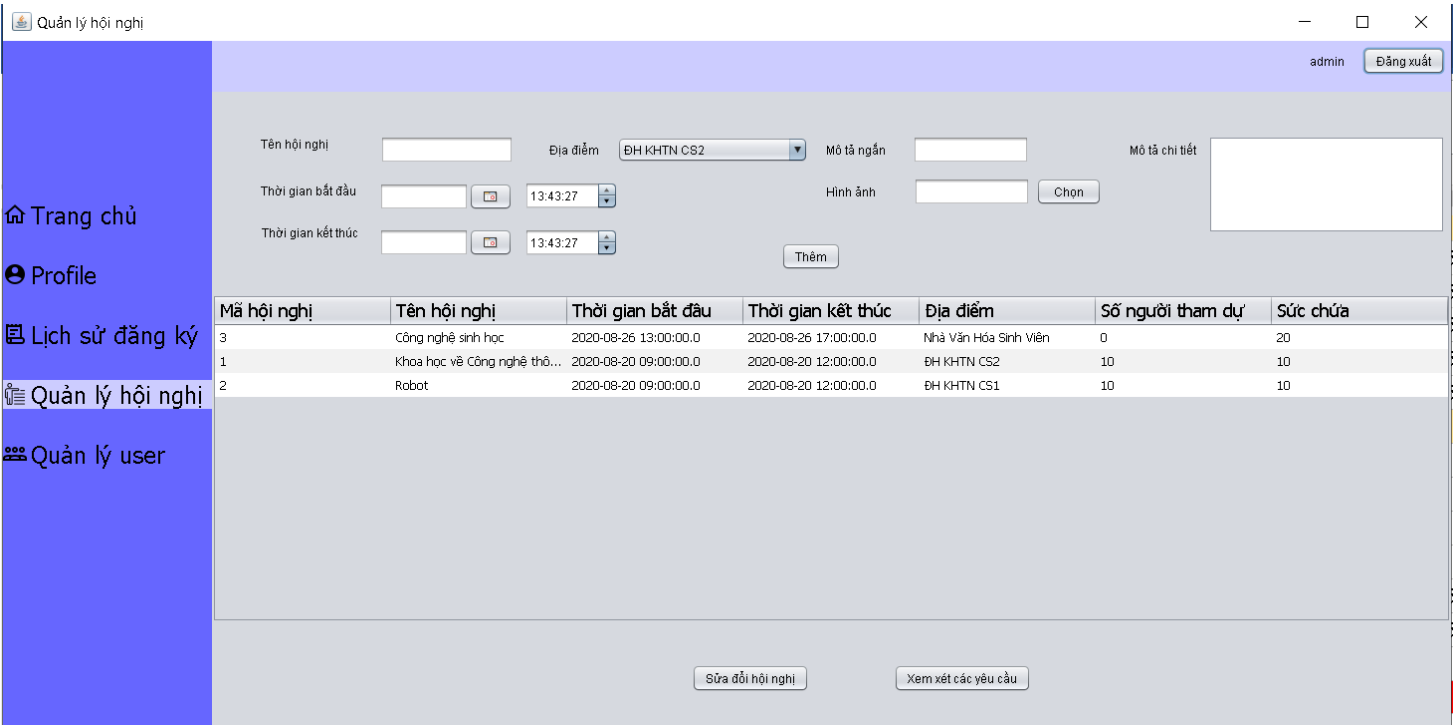 Quản lý hội nghị
admin Đăng xuất
Tên hội nghị Địa điểm ĐH KHTN CS2 Mô tả ngắn Mô tả chi tiết
Thời gian bắt đầu 13:43:27 Hình ảnh Chọn
Thời gian kết thúc 13:43:27
Thêm
Trang chủ
Profile
Lịch sử đăng ký
Quản lý hội nghị
Quản lý user
Mã hội nghị Tên hội nghị Thời gian bắt đầu Thời gian kết thúc Địa điểm Số người tham dự Sức chứa
3 Công nghệ sinh học 2020-08-26 13:00:00.0 2020-08-26 17:00:00.0 Nhà Văn Hóa Sinh Viên 0 20
1 Khoa học về Công nghệ thô... 2020-08-20 09:00:00.0 2020-08-20 12:00:00.0 ĐH KHTN CS2 10 10
2 Robot 2020-08-20 09:00:00.0 2020-08-20 12:00:00.0 ĐH KHTN CS1 10 10
Sửa đổi hội nghị Xem xét các yêu cầu